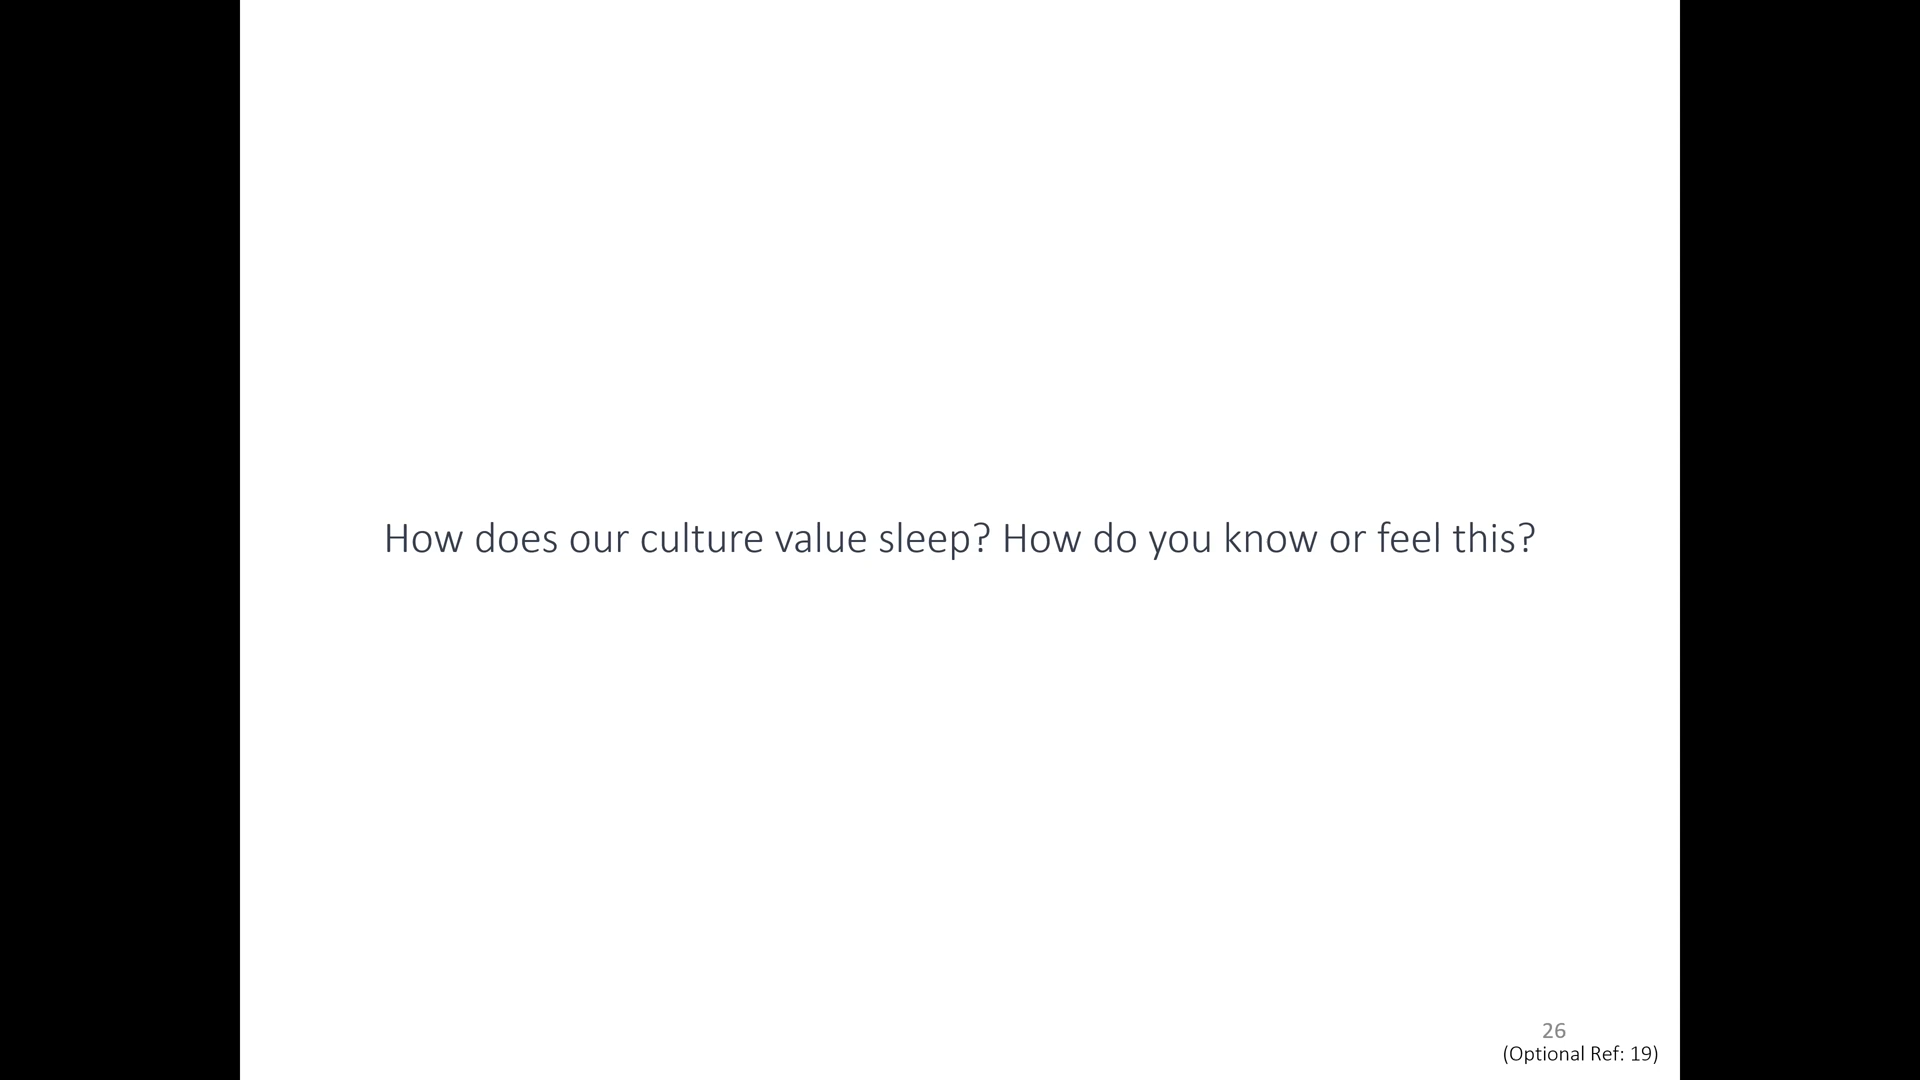 How does our culture value sleep? How do you know or feel this?
26
(Optional Ref: 19)